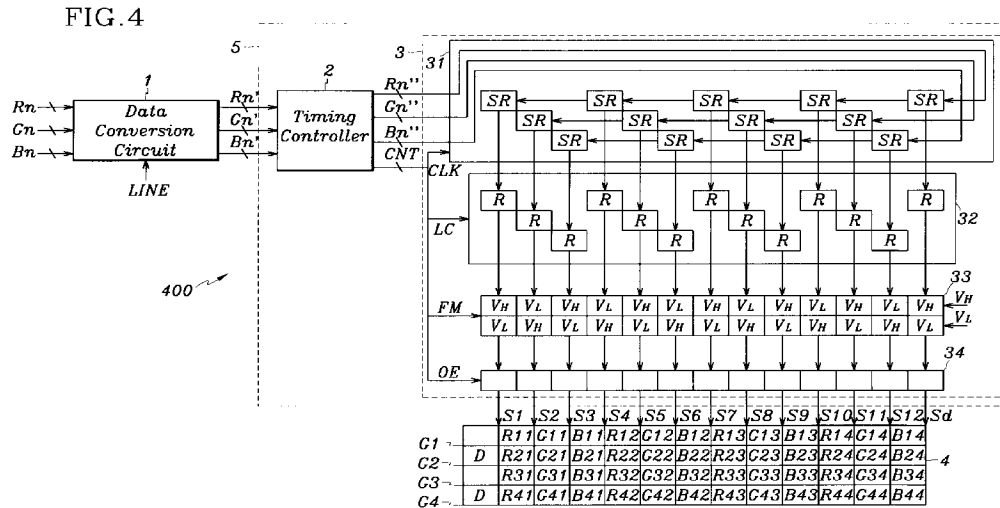 FIG.4
5
3
31
1
2
Rn
Gn
Bn
Data Conversion Circuit
Rn'
Gn'
Bn'
Timing Controller
Rn''
Gn''
Bn''
CNT
LINE
CLK
SR SR SR SR SR
SR SR SR SR
SR SR SR SR
R R R R R
R R R R
R R R R
LC
32
400
33
FM
VH VL VH VL VH VL VH VL VH VL VH VL VH
VH
VL VH VL VH VL VH VL VH VL VH VL VH VL
VL
OE
34
S1 S2 S3 S4 S5 S6 S7 S8 S9 S10 S11 S12 Sd
G1 R11 G11 B11 R12 G12 B12 R13 G13 B13 R14 G14 B14
G2 D R21 G21 B21 R22 G22 B22 R23 G23 B23 R24 G24 B24 4
G3 R31 G31 B31 R32 G32 B32 R33 G33 B33 R34 G34 B34
G4 D R41 G41 B41 R42 G42 B42 R43 G43 B43 R44 G44 B44